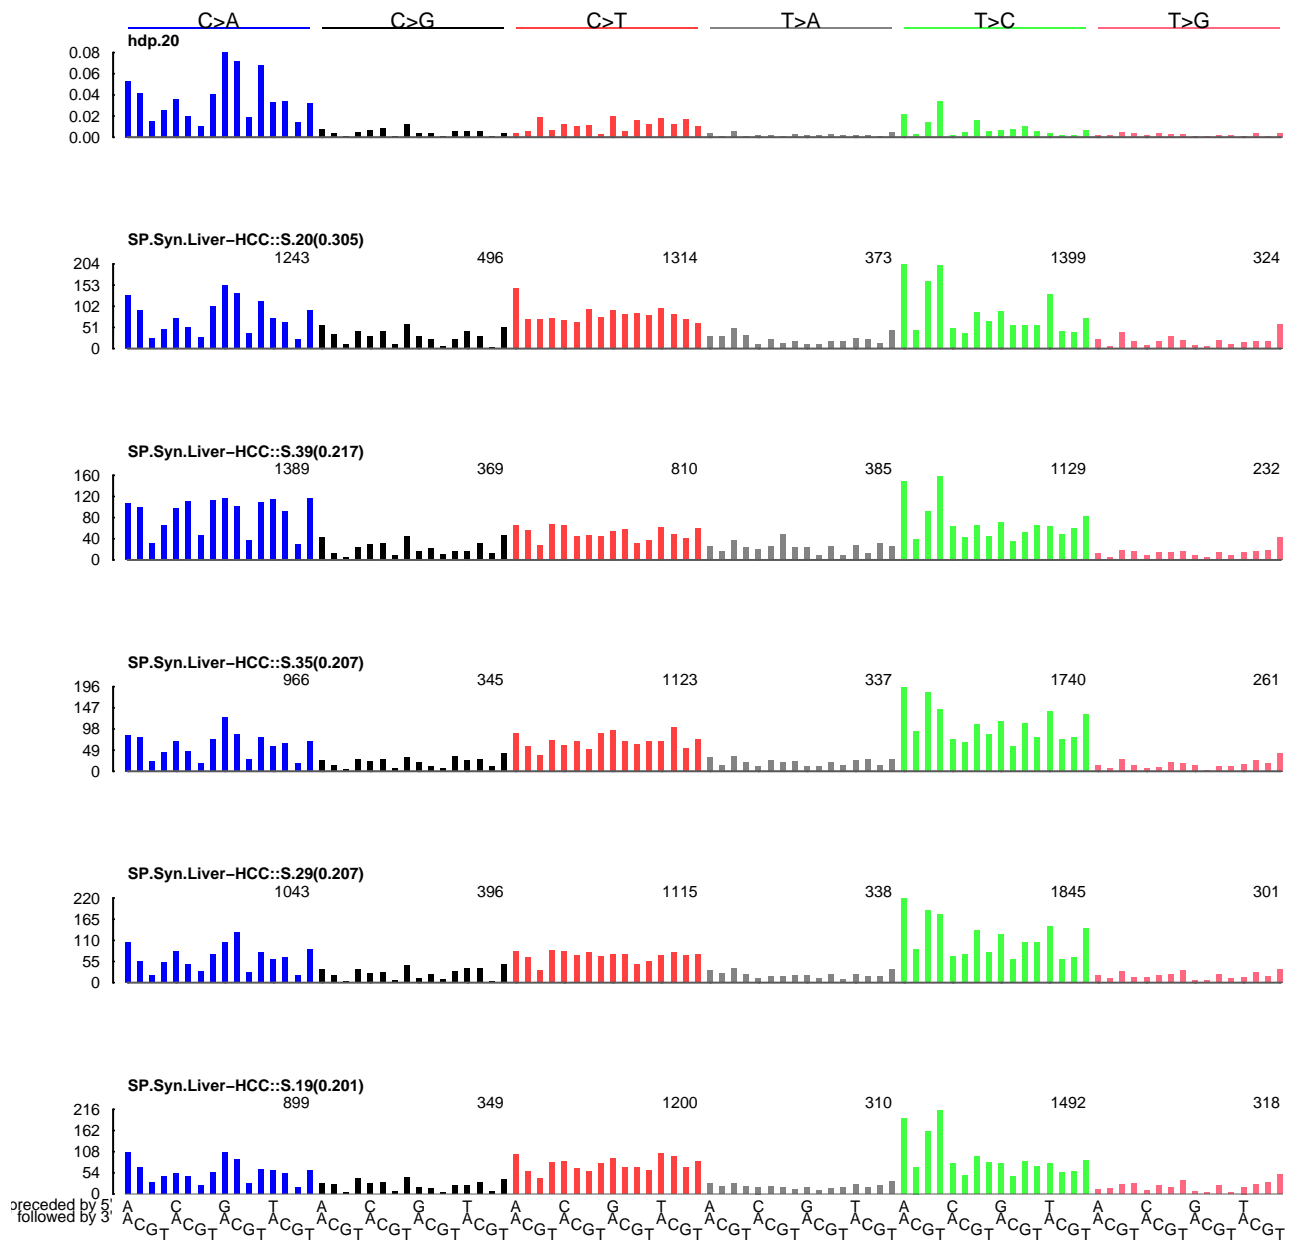 C>A C>G C>T T>A T>C T>G
hdp.20
0.08
0.06
0.04
0.02
0.00
SP.Syn.Liver−HCC::S.20(0.305)
1243 496 1314 373 1399 324
204
153
102
51
0
SP.Syn.Liver−HCC::S.39(0.217)
1389 369 810 385 1129 232
160
120
80
40
0
SP.Syn.Liver−HCC::S.35(0.207)
966 345 1123 337 1740 261
196
147
98
49
0
SP.Syn.Liver−HCC::S.29(0.207)
1043 396 1115 338 1845 301
220
165
110
55
0
SP.Syn.Liver−HCC::S.19(0.201)
899 349 1200 310 1492 318
216
162
108
54
0
preceded by 5' A C G T A C G T A C G T A C G T A C G T A C G T
followed by 3' A C G T A C G T A C G T A C G T A C G T A C G T A C G T A C G T A C G T A C G T A C G T A C G T A C G T A C G T A C G T A C G T A C G T A C G T A C G T A C G T A C G T A C G T A C G T A C G T